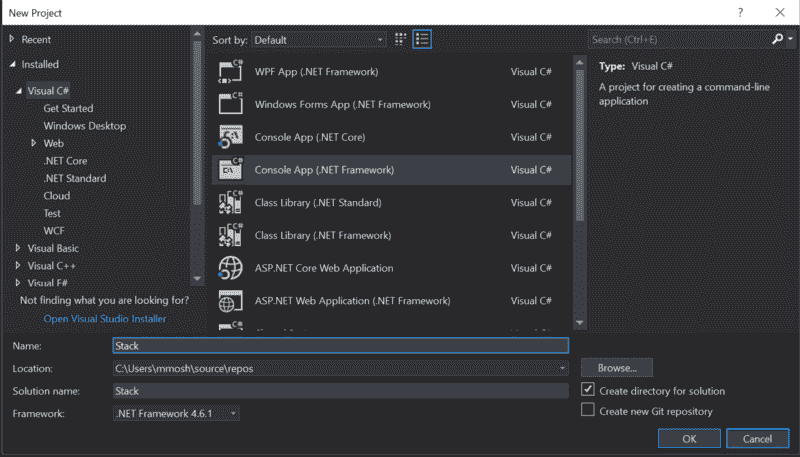 New Project
? 
Recent
Installed
Visual C#
Get Started
Windows Desktop
Web
.NET Core
.NET Standard
Cloud
Test
WCF
Visual Basic
Visual C++
Visual F#
Not finding what you are looking for?
Open Visual Studio Installer
Sort by: Default
WPF App (.NET Framework) Visual C#
Windows Forms App (.NET Framework) Visual C#
Console App (.NET Core) Visual C#
Console App (.NET Framework) Visual C#
Class Library (.NET Standard) Visual C#
Class Library (.NET Framework) Visual C#
ASP.NET Core Web Application Visual C#
ASP.NET Web Application (.NET Framework) Visual C#
Search (Ctrl+E)
Type: Visual C#
A project for creating a command-line
application
Name: Stack
Location: C:\Users\mmosh\source\repos
Browse...
Solution name: Stack
Create directory for solution
Framework: .NET Framework 4.6.1
Create new Git repository
OK Cancel